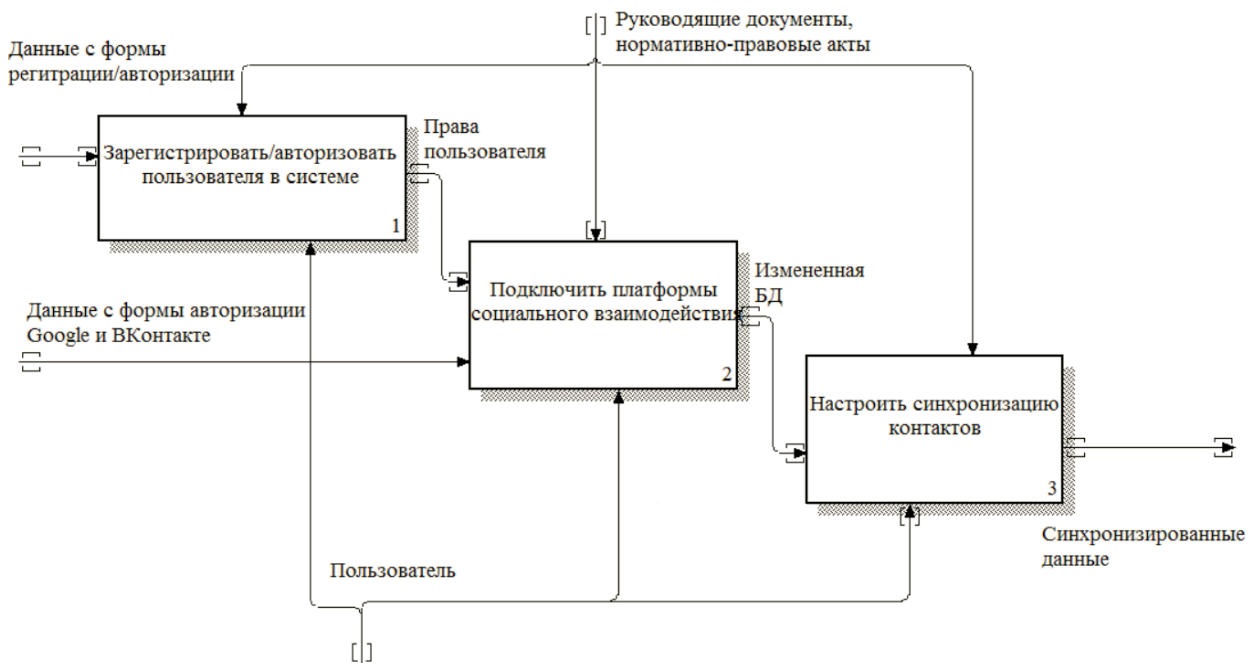 Руководящие документы,
нормативно-правовые акты
Данные с формы
регитрации/авторизации
Зарегистрировать/авторизовать
пользователя в системе
1
Права
пользователя
Подключить платформы
социального взаимодействия
2
Данные с формы авторизации
Google и ВКонтакте
Измененная
БД
Настроить синхронизацию
контактов
3
Синхронизированные
данные
Пользователь